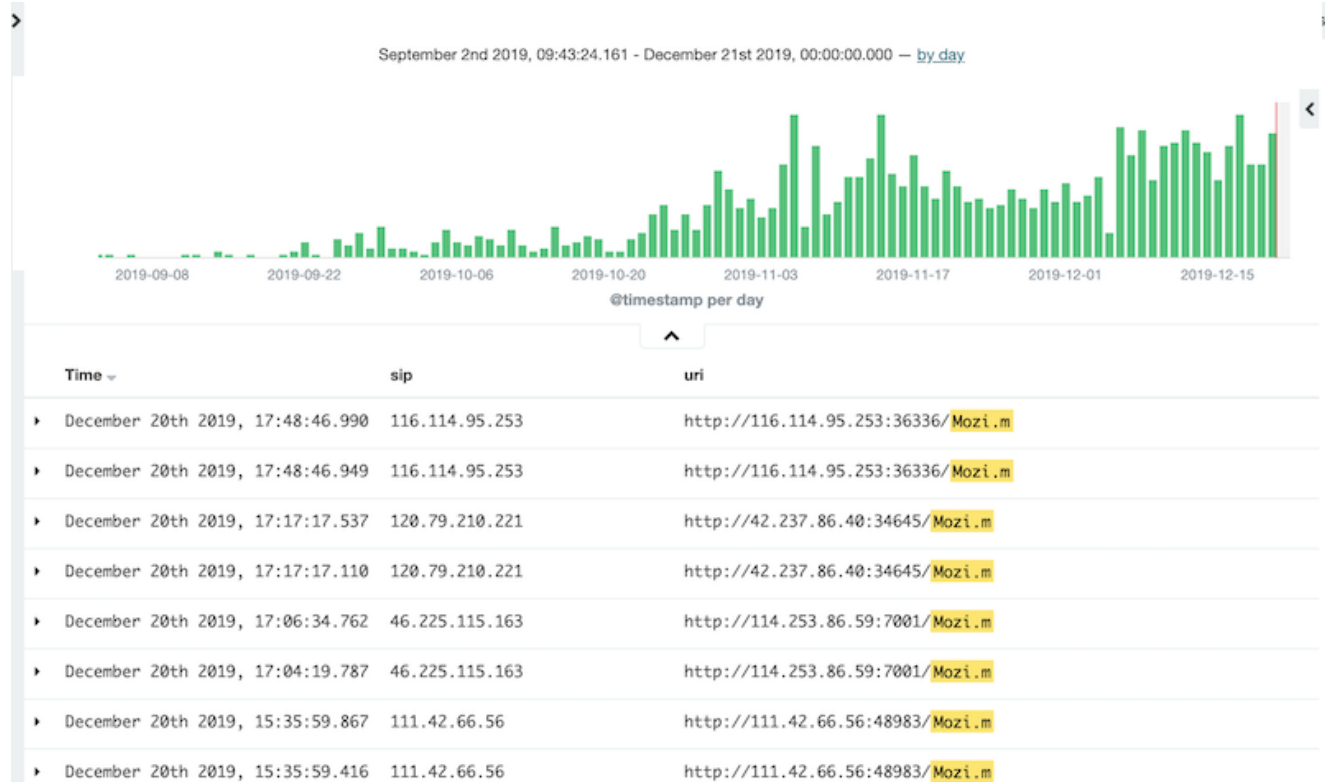 September 2nd 2019, 09:43:24.161 - December 21st 2019, 00:00:00.000 — by day
2019-09-08 2019-09-22 2019-10-06 2019-10-20 2019-11-03 2019-11-17 2019-12-01 2019-12-15
@timestamp per day
Time sip uri
December 20th 2019, 17:48:46.990 116.114.95.253 http://116.114.95.253:36336/Mozi.m
December 20th 2019, 17:48:46.949 116.114.95.253 http://116.114.95.253:36336/Mozi.m
December 20th 2019, 17:17:17.537 120.79.210.221 http://42.237.86.40:34645/Mozi.m
December 20th 2019, 17:17:17.110 120.79.210.221 http://42.237.86.40:34645/Mozi.m
December 20th 2019, 17:06:34.762 46.225.115.163 http://114.253.86.59:7001/Mozi.m
December 20th 2019, 17:04:19.787 46.225.115.163 http://114.253.86.59:7001/Mozi.m
December 20th 2019, 15:35:59.867 111.42.66.56 http://111.42.66.56:48983/Mozi.m
December 20th 2019, 15:35:59.416 111.42.66.56 http://111.42.66.56:48983/Mozi.m